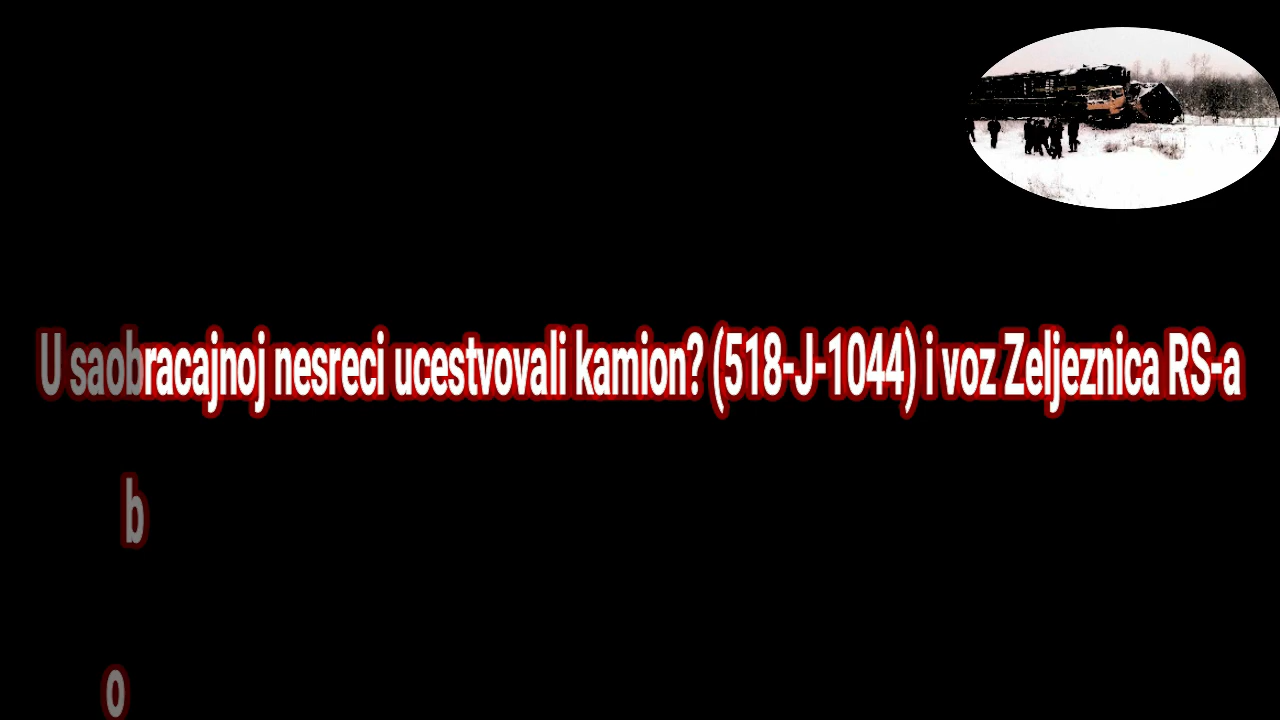 U saobracajnoj nesreci ucestvovali kamion? (518-J-1044) i voz Zeljeznica RS-a
b
o